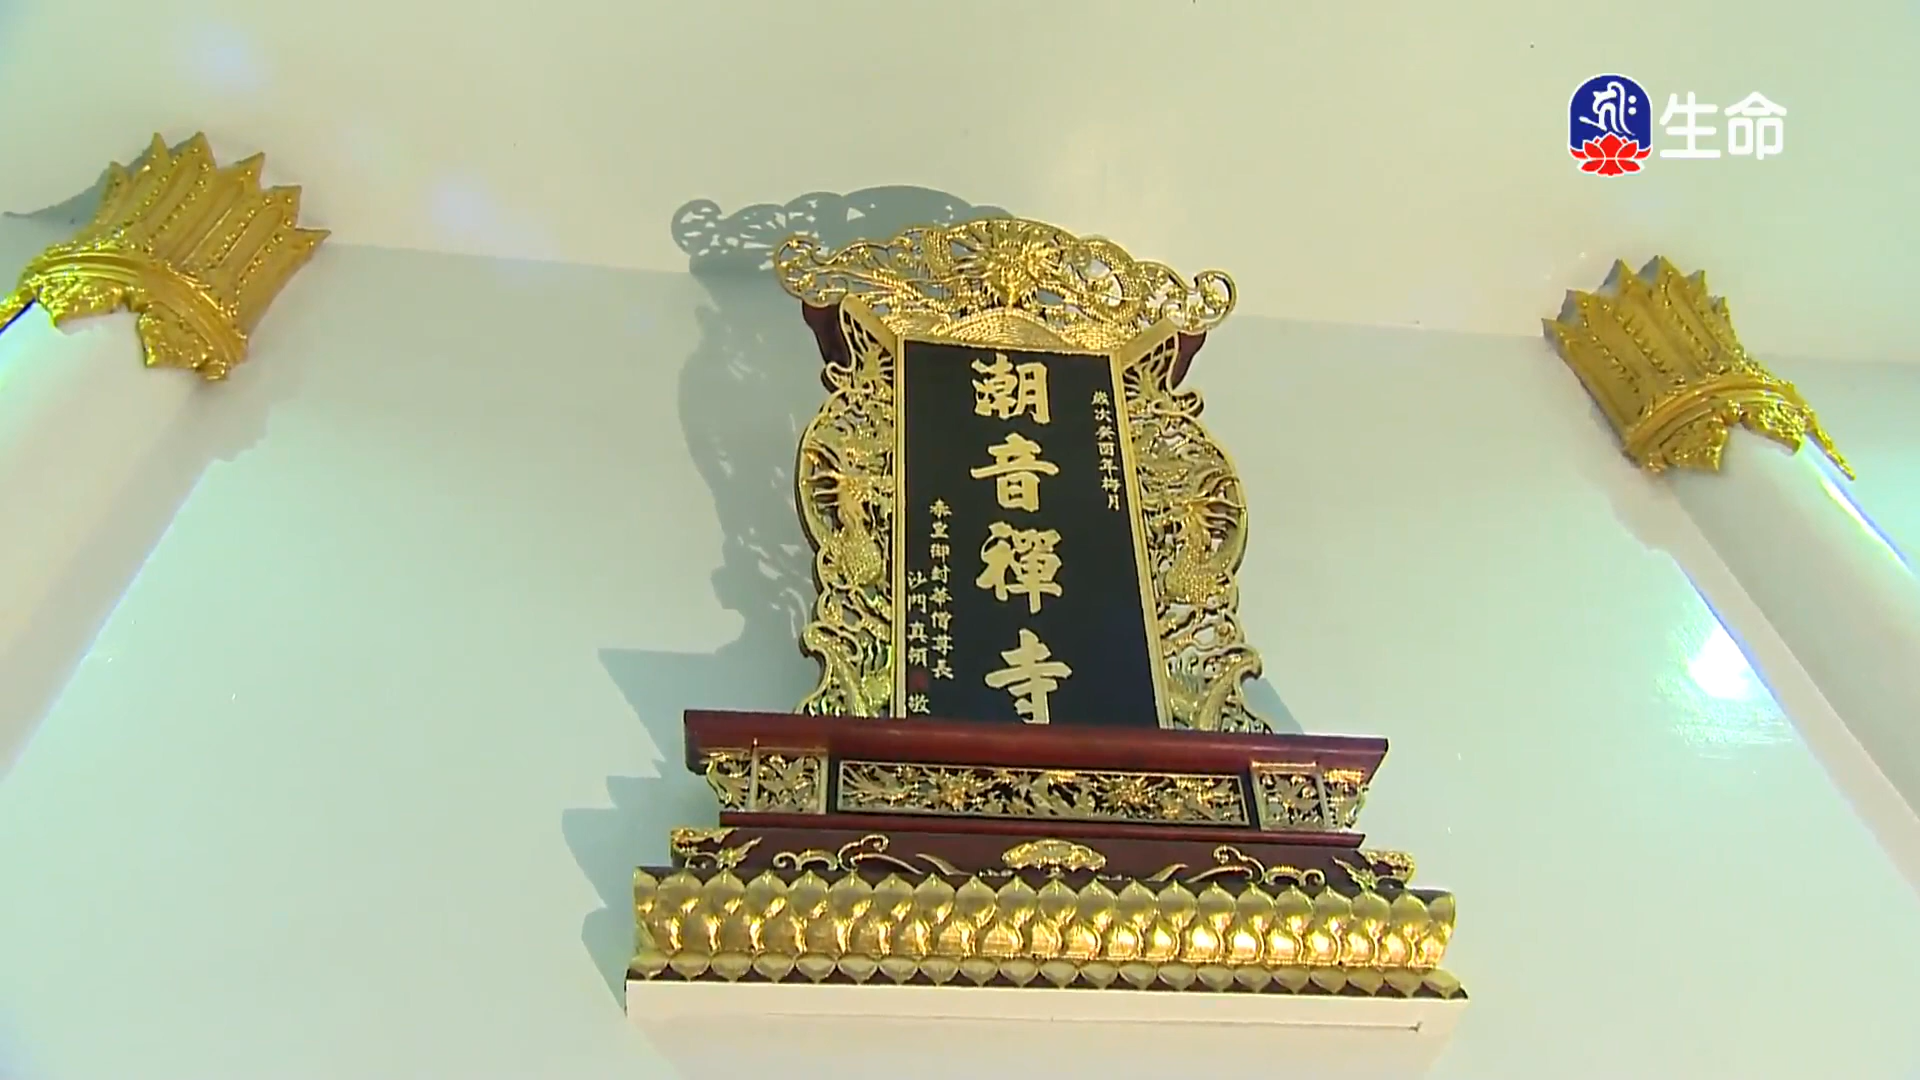 生命
歲次癸酉年梅月
潮音禪寺
泰皇御封華僧尊長
沙門真頓 敬